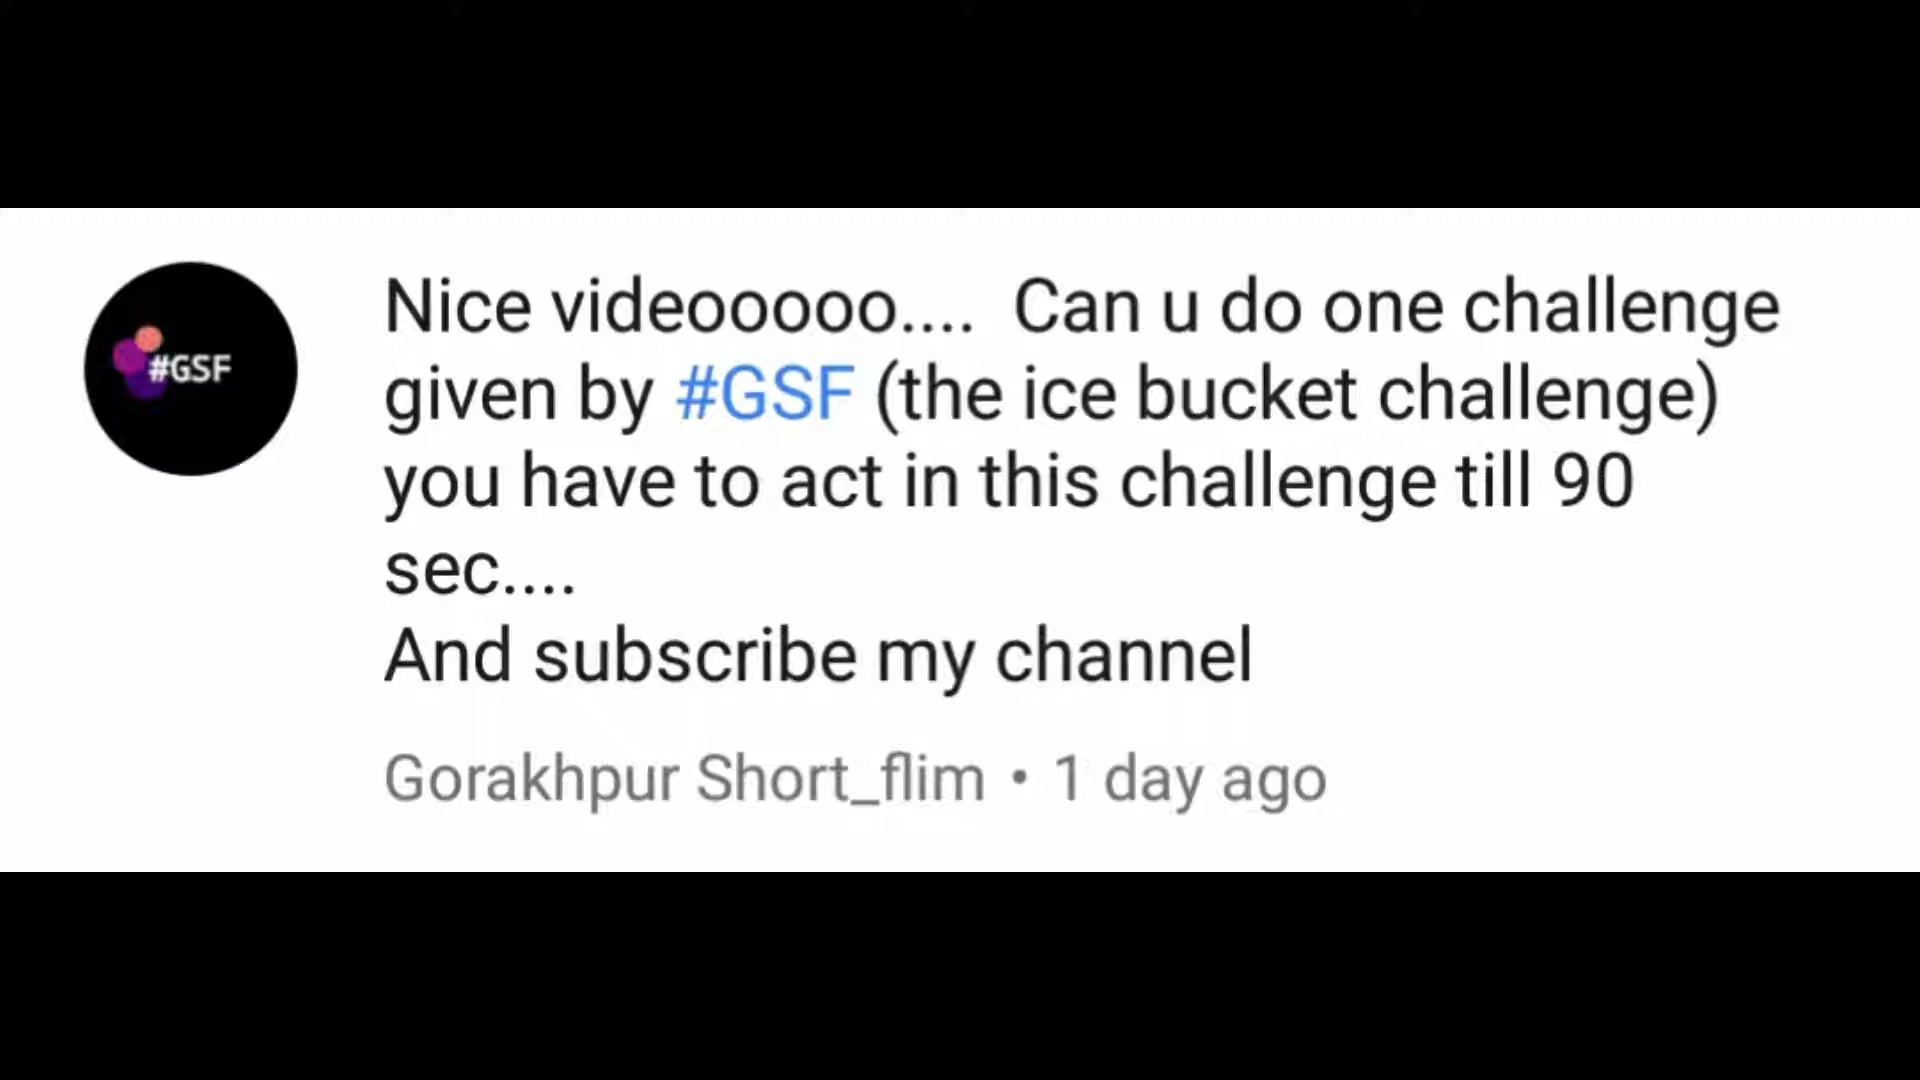 #GSF
Nice videooooo....  Can u do one challenge
given by #GSF (the ice bucket challenge)
you have to act in this challenge till 90
sec....
And subscribe my channel
Gorakhpur Short_flim • 1 day ago